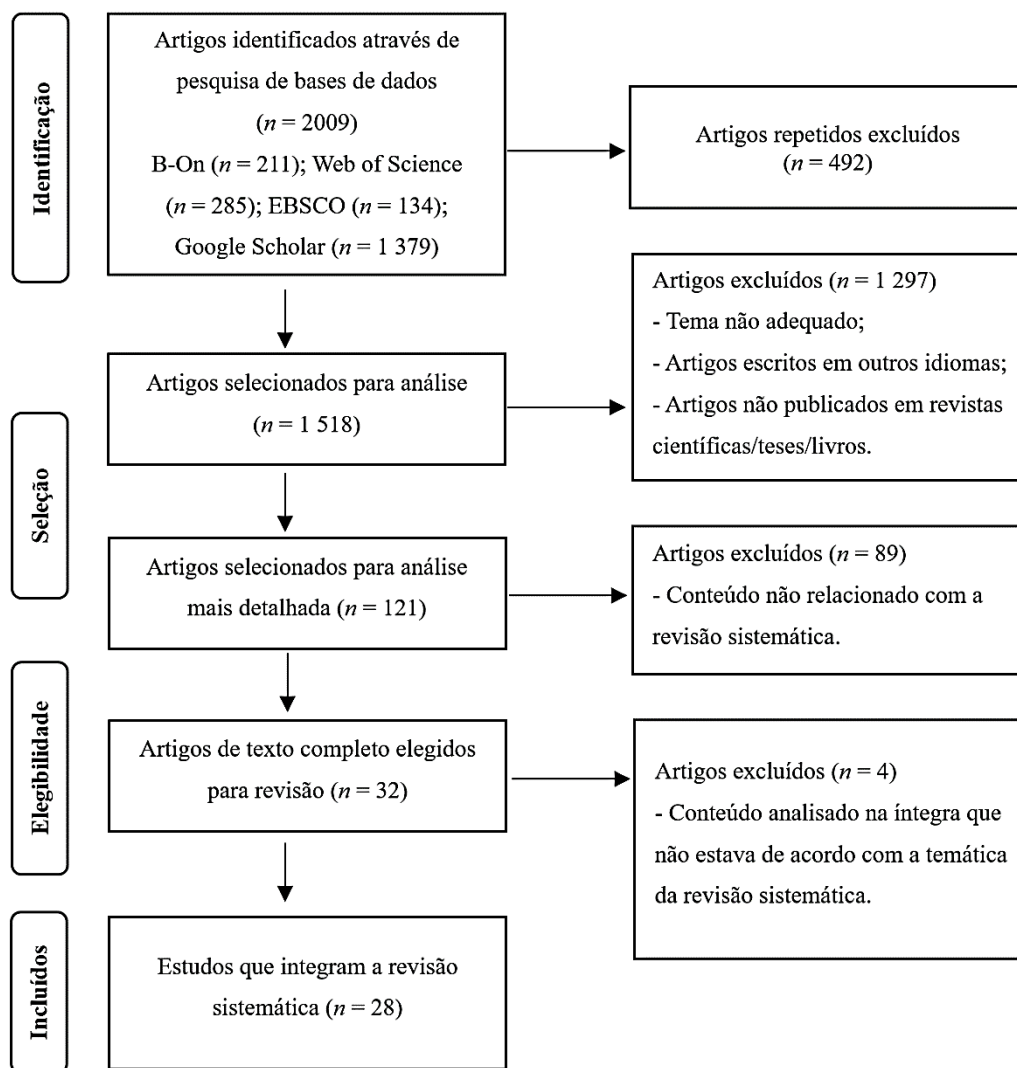 Identificação
Artigos identificados através de
pesquisa de bases de dados
(n = 2009)
B-On (n = 211); Web of Science
(n = 285); EBSCO (n = 134);
Google Scholar (n = 1 379)
Artigos repetidos excluídos
(n = 492)
Seleção
Artigos selecionados para análise
(n = 1 518)
Artigos excluídos (n = 1 297)
- Tema não adequado;
- Artigos escritos em outros idiomas;
- Artigos não publicados em revistas
científicas/teses/livros.
Artigos selecionados para análise
mais detalhada (n = 121)
Artigos excluídos (n = 89)
- Conteúdo não relacionado com a
revisão sistemática.
Elegibilidade
Artigos de texto completo elegidos
para revisão (n = 32)
Artigos excluídos (n = 4)
- Conteúdo analisado na íntegra que
não estava de acordo com a temática
da revisão sistemática.
Incluídos
Estudos que integram a revisão
sistemática (n = 28)